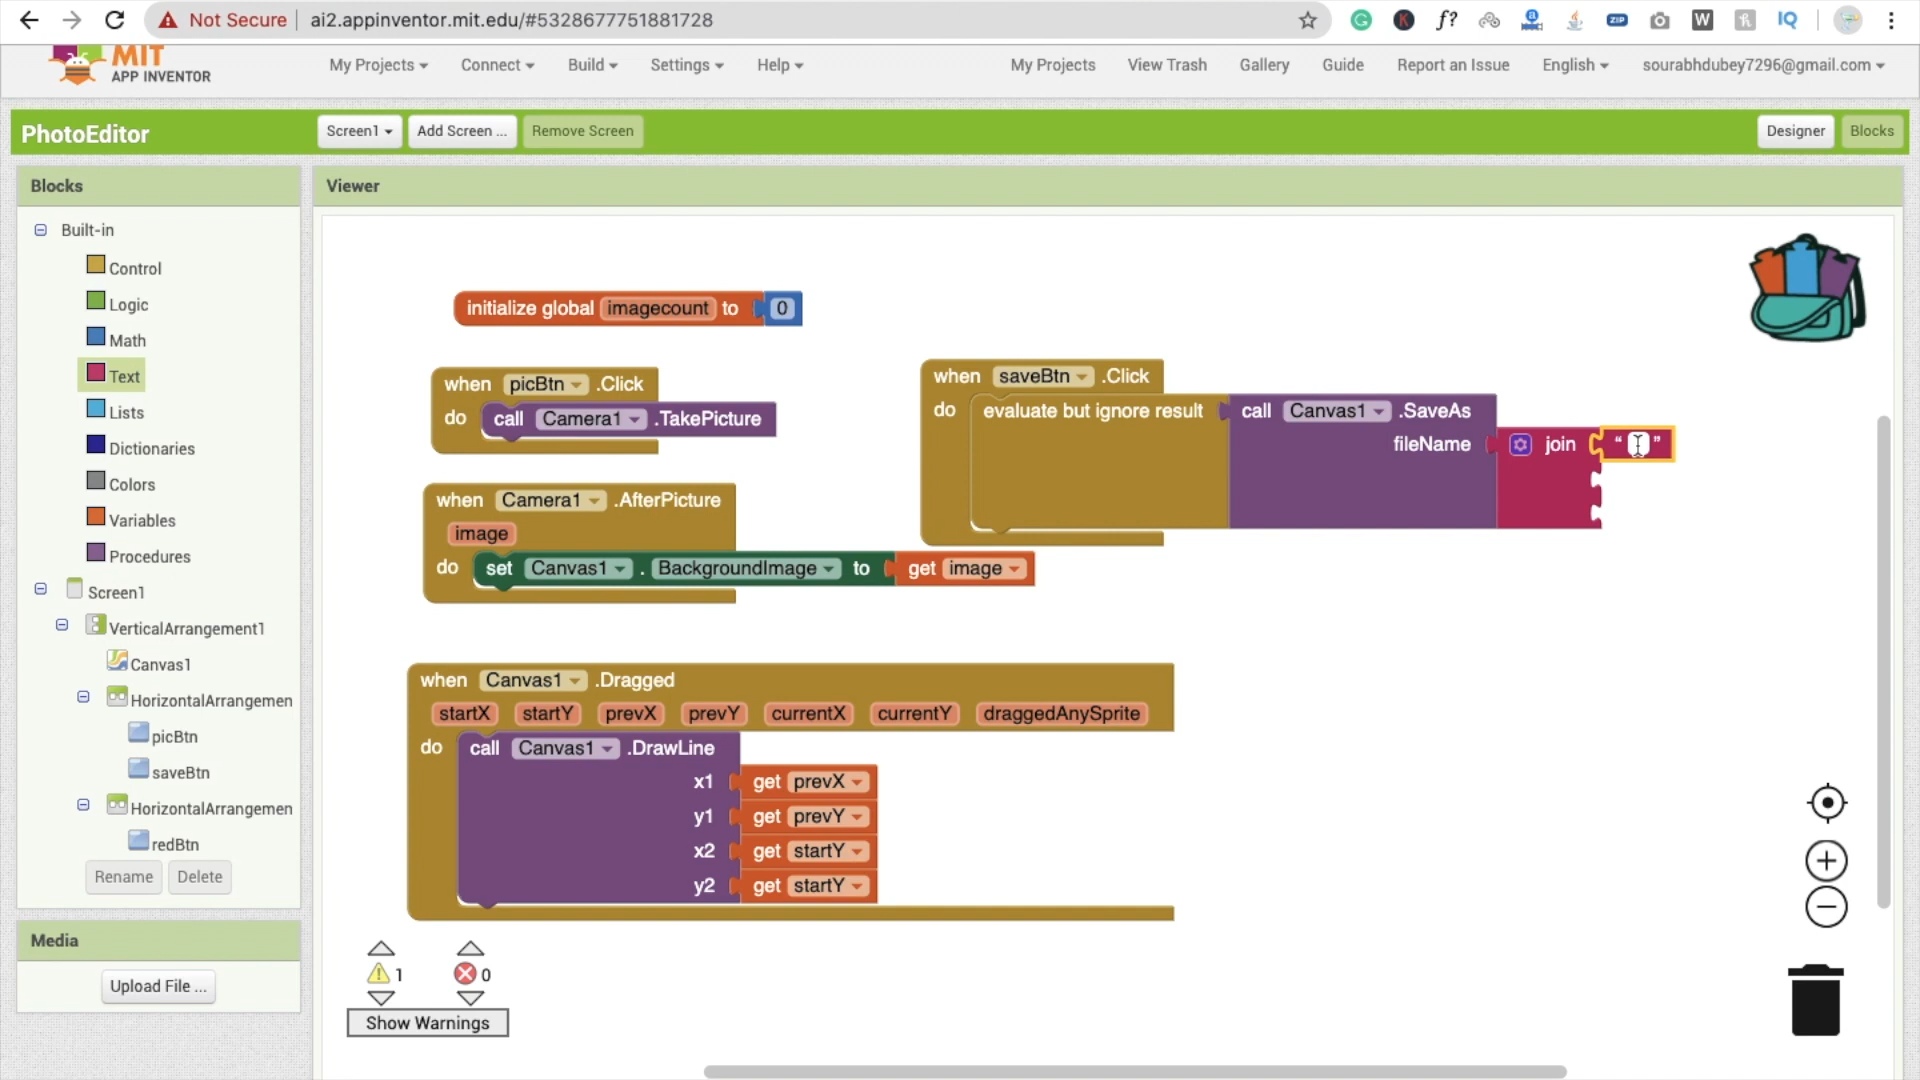 Not Secure
ai2.appinventor.mit.edu/#5328677751881728
f?
ZIP
W
IQ
MIT
APP INVENTOR
My Projects
Connect
Build
Settings
Help
My Projects
View Trash
Gallery
Guide
Report an Issue
English
sourabhdubey7296@gmail.com
PhotoEditor
Screen1
Add Screen ...
Remove Screen
Designer
Blocks
Blocks
Built-in
Control
Logic
Math
Text
Lists
Dictionaries
Colors
Variables
Procedures
Screen1
VerticalArrangement1
Canvas1
HorizontalArrangemen
picBtn
saveBtn
HorizontalArrangemen
redBtn
Rename
Delete
Media
Upload File ...
Viewer
initialize global imagecount to 0
when picBtn .Click
do call Camera1 .TakePicture
when Camera1 .AfterPicture
image
do set Canvas1 . BackgroundImage to get image
when saveBtn .Click
do evaluate but ignore result call Canvas1 .SaveAs
fileName join “ ”
when Canvas1 .Dragged
startX startY prevX prevY currentX currentY draggedAnySprite
do call Canvas1 .DrawLine
x1 get prevX
y1 get prevY
x2 get startY
y2 get startY
1
0
Show Warnings